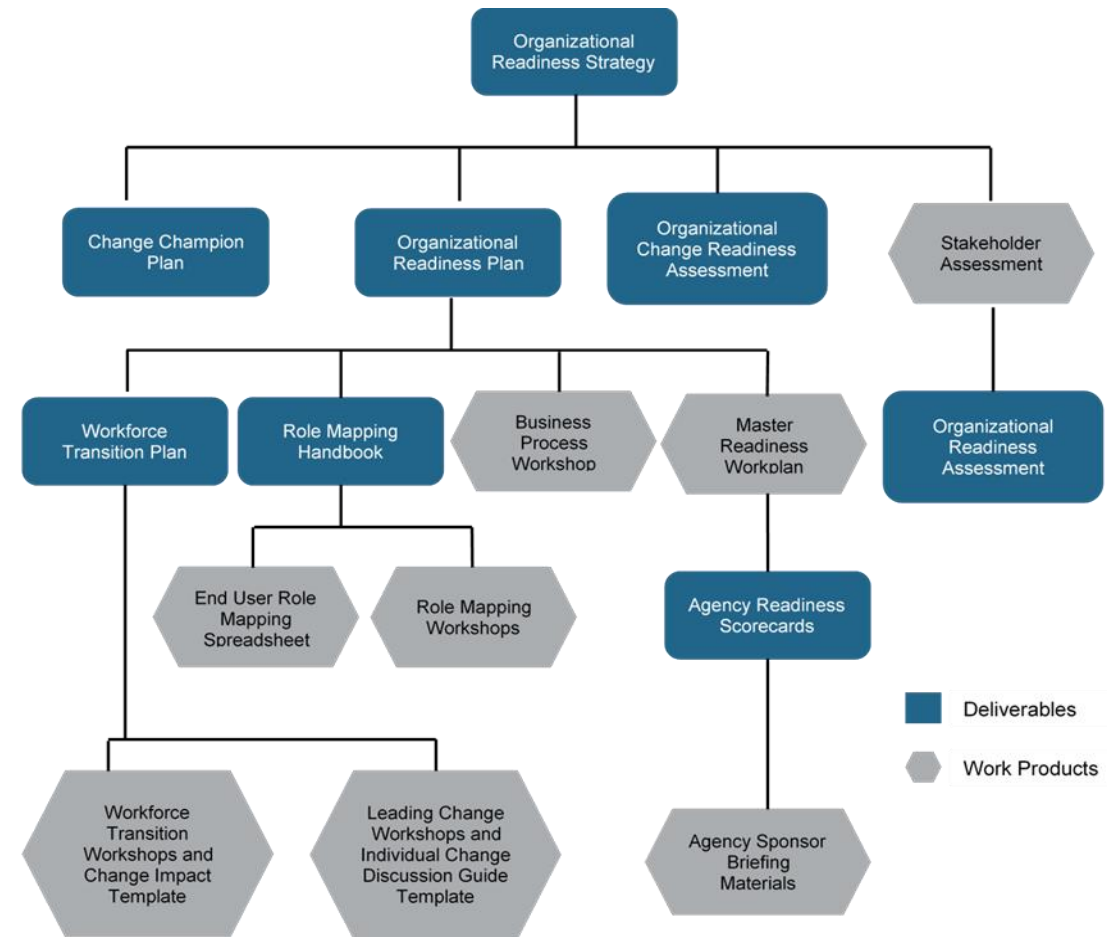 Organizational
Readiness Strategy
Change Champion
Plan
Organizational
Readiness Plan
Organizational
Change Readiness
Assessment
Stakeholder
Assessment
Workforce
Transition Plan
Role Mapping
Handbook
Business
Process
Workshop
Master
Readiness
Workplan
Organizational
Readiness
Assessment
End User Role
Mapping
Spreadsheet
Role Mapping
Workshops
Agency Readiness
Scorecards
Deliverables
Work Products
Workforce
Transition
Workshops and
Change Impact
Template
Leading Change
Workshops and
Individual Change
Discussion Guide
Template
Agency Sponsor
Briefing
Materials